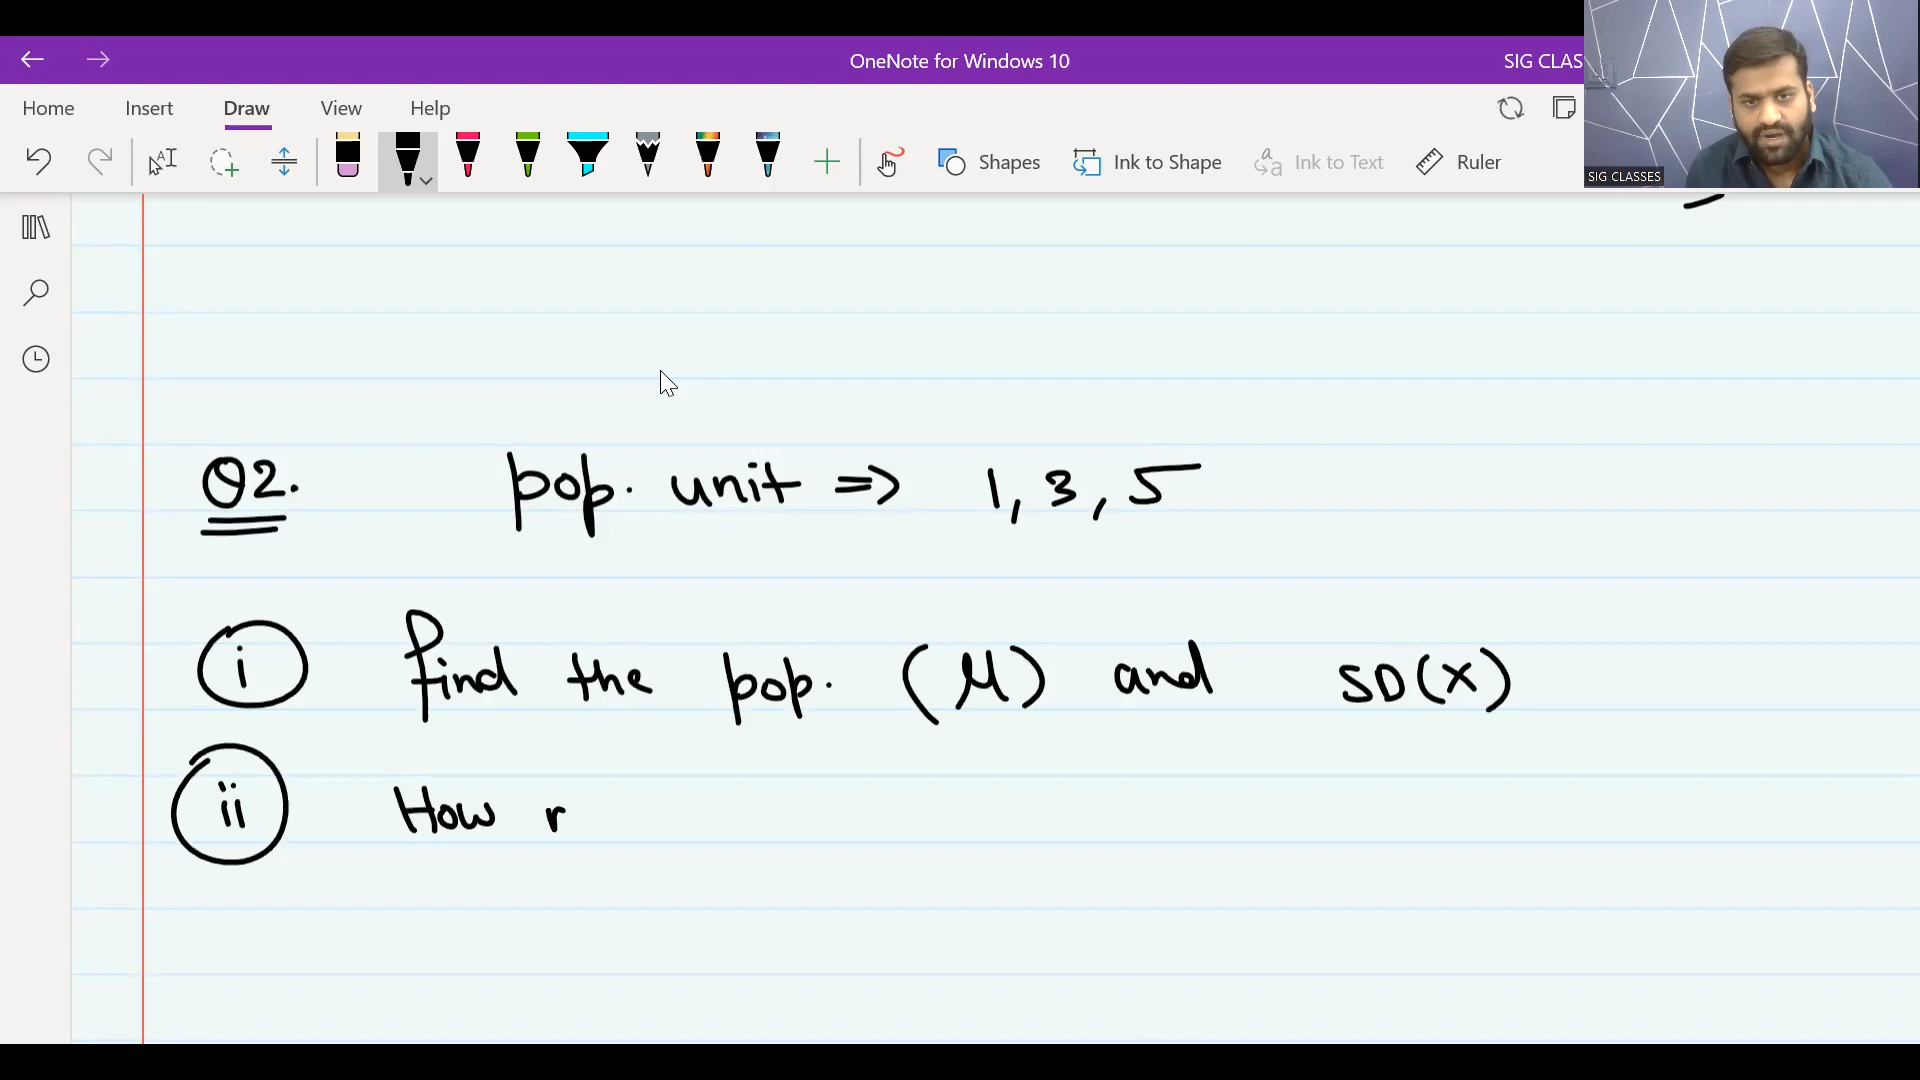 OneNote for Windows 10
SIG CLAS
Home Insert Draw View Help
Shapes Ink to Shape Ink to Text Ruler
SIG CLASSES
Q2. pop. unit => 1, 3, 5
i find the pop. (μ) and SD(X)
ii How